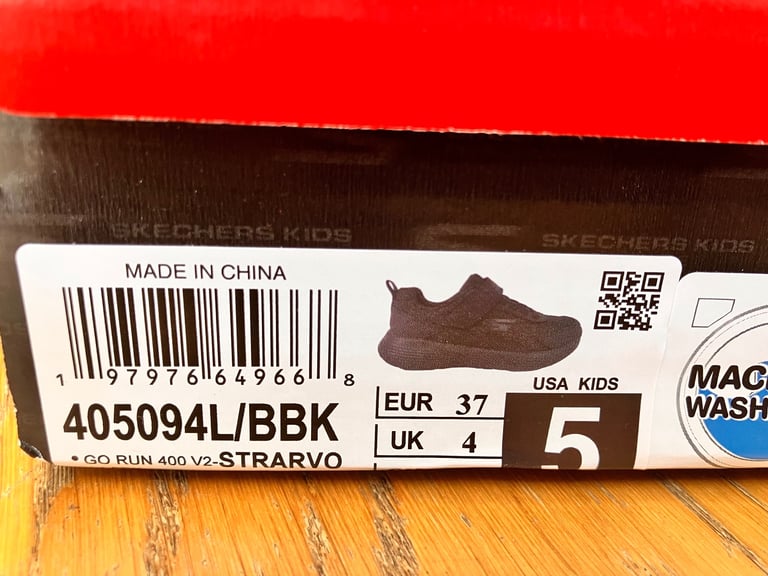 SKECHERS KIDS
SKECHERS KIDS
MADE IN CHINA
1 97976 64966 8
405094L/BBK
• GO RUN 400 V2-STRARVO
EUR 37
UK 4
USA KIDS
5
WASH